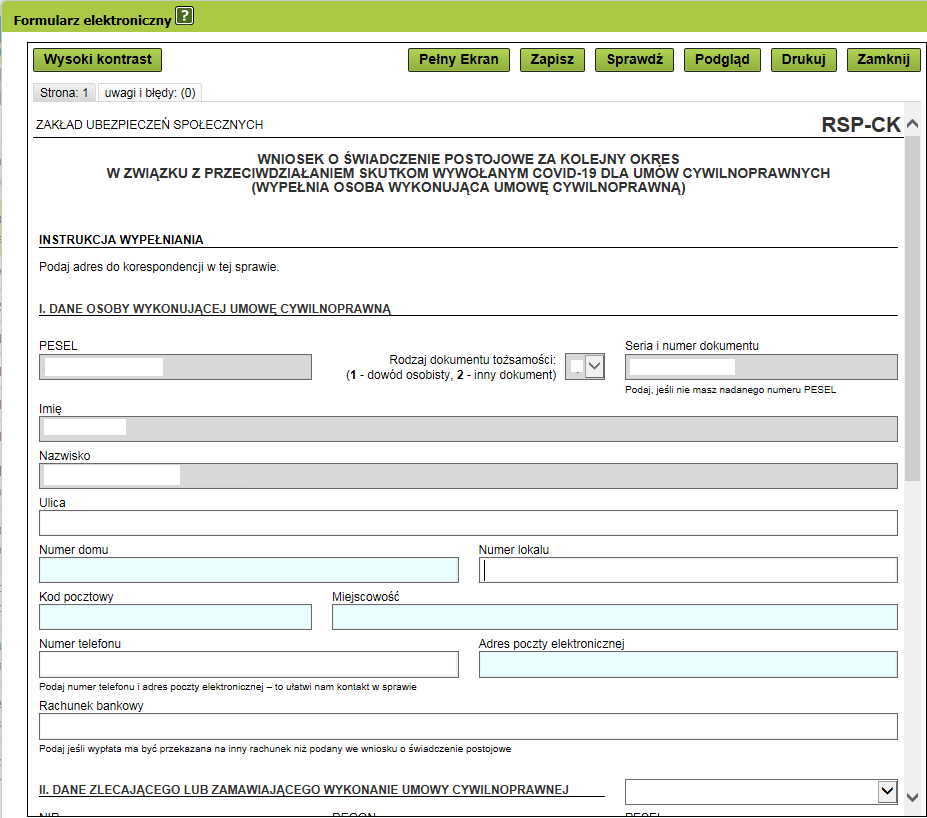 Formularz elektroniczny ?
Wysoki kontrast Pełny Ekran Zapisz Sprawdź Podgląd Drukuj Zamknij
Strona: 1 uwagi i błędy: (0)
ZAKŁAD UBEZPIECZEŃ SPOŁECZNYCH RSP-CK
WNIOSEK O ŚWIADCZENIE POSTOJOWE ZA KOLEJNY OKRES
W ZWIĄZKU Z PRZECIWDZIAŁANIEM SKUTKOM WYWOŁANYM COVID-19 DLA UMÓW CYWILNOPRAWNYCH
(WYPEŁNIA OSOBA WYKONUJĄCA UMOWĘ CYWILNOPRAWNĄ)
INSTRUKCJA WYPEŁNIANIA
Podaj adres do korespondencji w tej sprawie.
I. DANE OSOBY WYKONUJĄCEJ UMOWĘ CYWILNOPRAWNĄ
PESEL
Rodzaj dokumentu tożsamości:
(1 - dowód osobisty, 2 - inny dokument)
Seria i numer dokumentu
Podaj, jeśli nie masz nadanego numeru PESEL
Imię
Nazwisko
Ulica
Numer domu Numer lokalu
Kod pocztowy Miejscowość
Numer telefonu Adres poczty elektronicznej
Podaj numer telefonu i adres poczty elektronicznej – to ułatwi nam kontakt w sprawie
Rachunek bankowy
Podaj jeśli wypłata ma być przekazana na inny rachunek niż podany we wniosku o świadczenie postojowe
II. DANE ZLECAJĄCEGO LUB ZAMAWIAJĄCEGO WYKONANIE UMOWY CYWILNOPRAWNEJ
NIP REGON PESEL